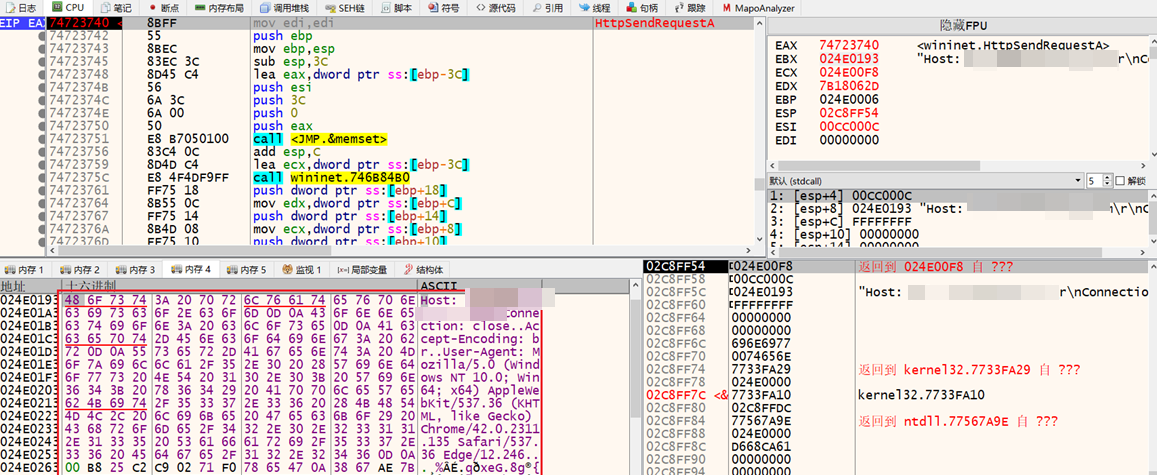 日志 CPU 笔记 断点 内存布局 调用堆栈 SEH链 脚本 符号 源代码 引用 线程 句柄 跟踪 MapoAnalyzer
EIP EAX 74723740 8BFF mov edi,edi HttpSendRequestA
74723742 55 push ebp
74723743 8BEC mov ebp,esp
74723745 83EC 3C sub esp,3C
74723748 8D45 C4 lea eax,dword ptr ss:[ebp-3C]
7472374B 56 push esi
7472374C 6A 3C push 3C
7472374E 6A 00 push 0
74723750 50 push eax
74723751 E8 B7050100 call <JMP.&memset>
74723756 83C4 0C add esp,C
74723759 8D4D C4 lea ecx,dword ptr ss:[ebp-3C]
7472375C E8 4F4DF9FF call wininet.746B84B0
74723761 FF75 18 push dword ptr ss:[ebp+18]
74723764 8B55 0C mov edx,dword ptr ss:[ebp+C]
74723767 FF75 14 push dword ptr ss:[ebp+14]
7472376A 8B4D 08 mov ecx,dword ptr ss:[ebp+8]
7472376D FF75 10 push dword ptr ss:[ebp+10]
隐藏FPU
EAX 74723740 <wininet.HttpSendRequestA>
EBX 024E0193 "Host: r\nC
ECX 024E00F8
EDX 7B18062D
EBP 024E0006
ESP 02C8FF54
ESI 00CC000C
EDI 00000000
默认 (stdcall) 5 解锁
1: [esp+4] 00CC000C
2: [esp+8] 024E0193 "Host: \r\nC
3: [esp+C] FFFFFFFF
4: [esp+10] 00000000
5: [esp+14] 00000000
内存 1 内存 2 内存 3 内存 4 内存 5 监视 1 [x=] 局部变量 结构体
地址 十六进制 ASCII
024E0193 48 6F 73 74 3A 20 70 72 6C 76 61 74 65 76 70 6E Host:
024E01A3 63 69 73 63 6F 2E 63 6F 6D 0D 0A 43 6F 6E 6E 65 Conne
024E01B3 63 74 69 6F 6E 3A 20 63 6C 6F 73 65 0D 0A 41 63 ction: close..Ac
024E01C3 63 65 70 74 2D 45 6E 63 6F 64 69 6E 67 3A 20 62 cept-Encoding: b
024E01D3 72 0D 0A 55 73 65 72 2D 41 67 65 6E 74 3A 20 4D r..User-Agent: M
024E01E3 6F 7A 69 6C 6C 61 2F 35 2E 30 20 28 57 69 6E 64 ozilla/5.0 (Wind
024E01F3 6F 77 73 20 4E 54 20 31 30 2E 30 3B 20 57 69 6E ows NT 10.0; Win
024E0203 36 34 3B 20 78 36 34 29 20 41 70 70 6C 65 57 65 64; x64) AppleWe
024E0213 62 4B 69 74 2F 35 33 37 2E 33 36 20 28 4B 48 54 bKit/537.36 (KHT
024E0223 4D 4C 2C 20 6C 69 6B 65 20 47 65 63 6B 6F 29 20 ML, like Gecko)
024E0233 43 68 72 6F 6D 65 2F 34 32 2E 30 2E 32 33 31 31 Chrome/42.0.2311
024E0243 2E 31 33 35 20 53 61 66 61 72 69 2F 35 33 37 2E .135 Safari/537.
024E0253 33 36 20 45 64 67 65 2F 31 32 2E 32 34 36 0D 0A 36 Edge/12.246..
00 B8 25 C2 C9 02 71 F0 78 65 47 0A 38 67 AE 7B
02C8FF54 024E00F8 返回到 024E00F8 自 ???
02C8FF58 00CC000C
02C8FF5C 024E0193 "Host: r\nConnectio
02C8FF60 FFFFFFFF
02C8FF64 00000000
02C8FF68 00000000
02C8FF6C 696E6977
02C8FF70 0074656E
02C8FF74 7733FA29 返回到 kernel32.7733FA29 自 ???
02C8FF78 024E0000
02C8FF7C <& 7733FA10 kernel32.7733FA10
02C8FF80 02C8FFDC
02C8FF84 77567A9E 返回到 ntdll.77567A9E 自 ???
02C8FF88 024E0000
02C8FF8C D668CA61
02C8FF90 00000000
02C8FF94 00000000